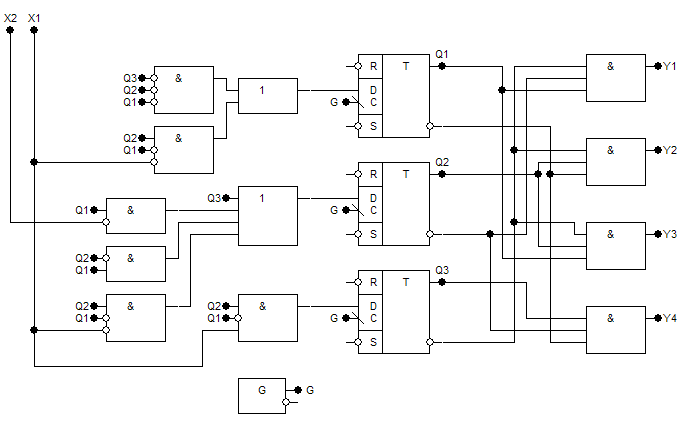 X2 X1
Q1
R T
Q3 & & Y1
Q2 1 D
Q1 G C
Q2 & S
Q1 & Y2
Q2
R T
Q3 1 D
Q1 & G C
S & Y3
Q2 &
Q1 Q3
R T
Q2 & Q2 & D
Q1 Q1 G C & Y4
S
G G